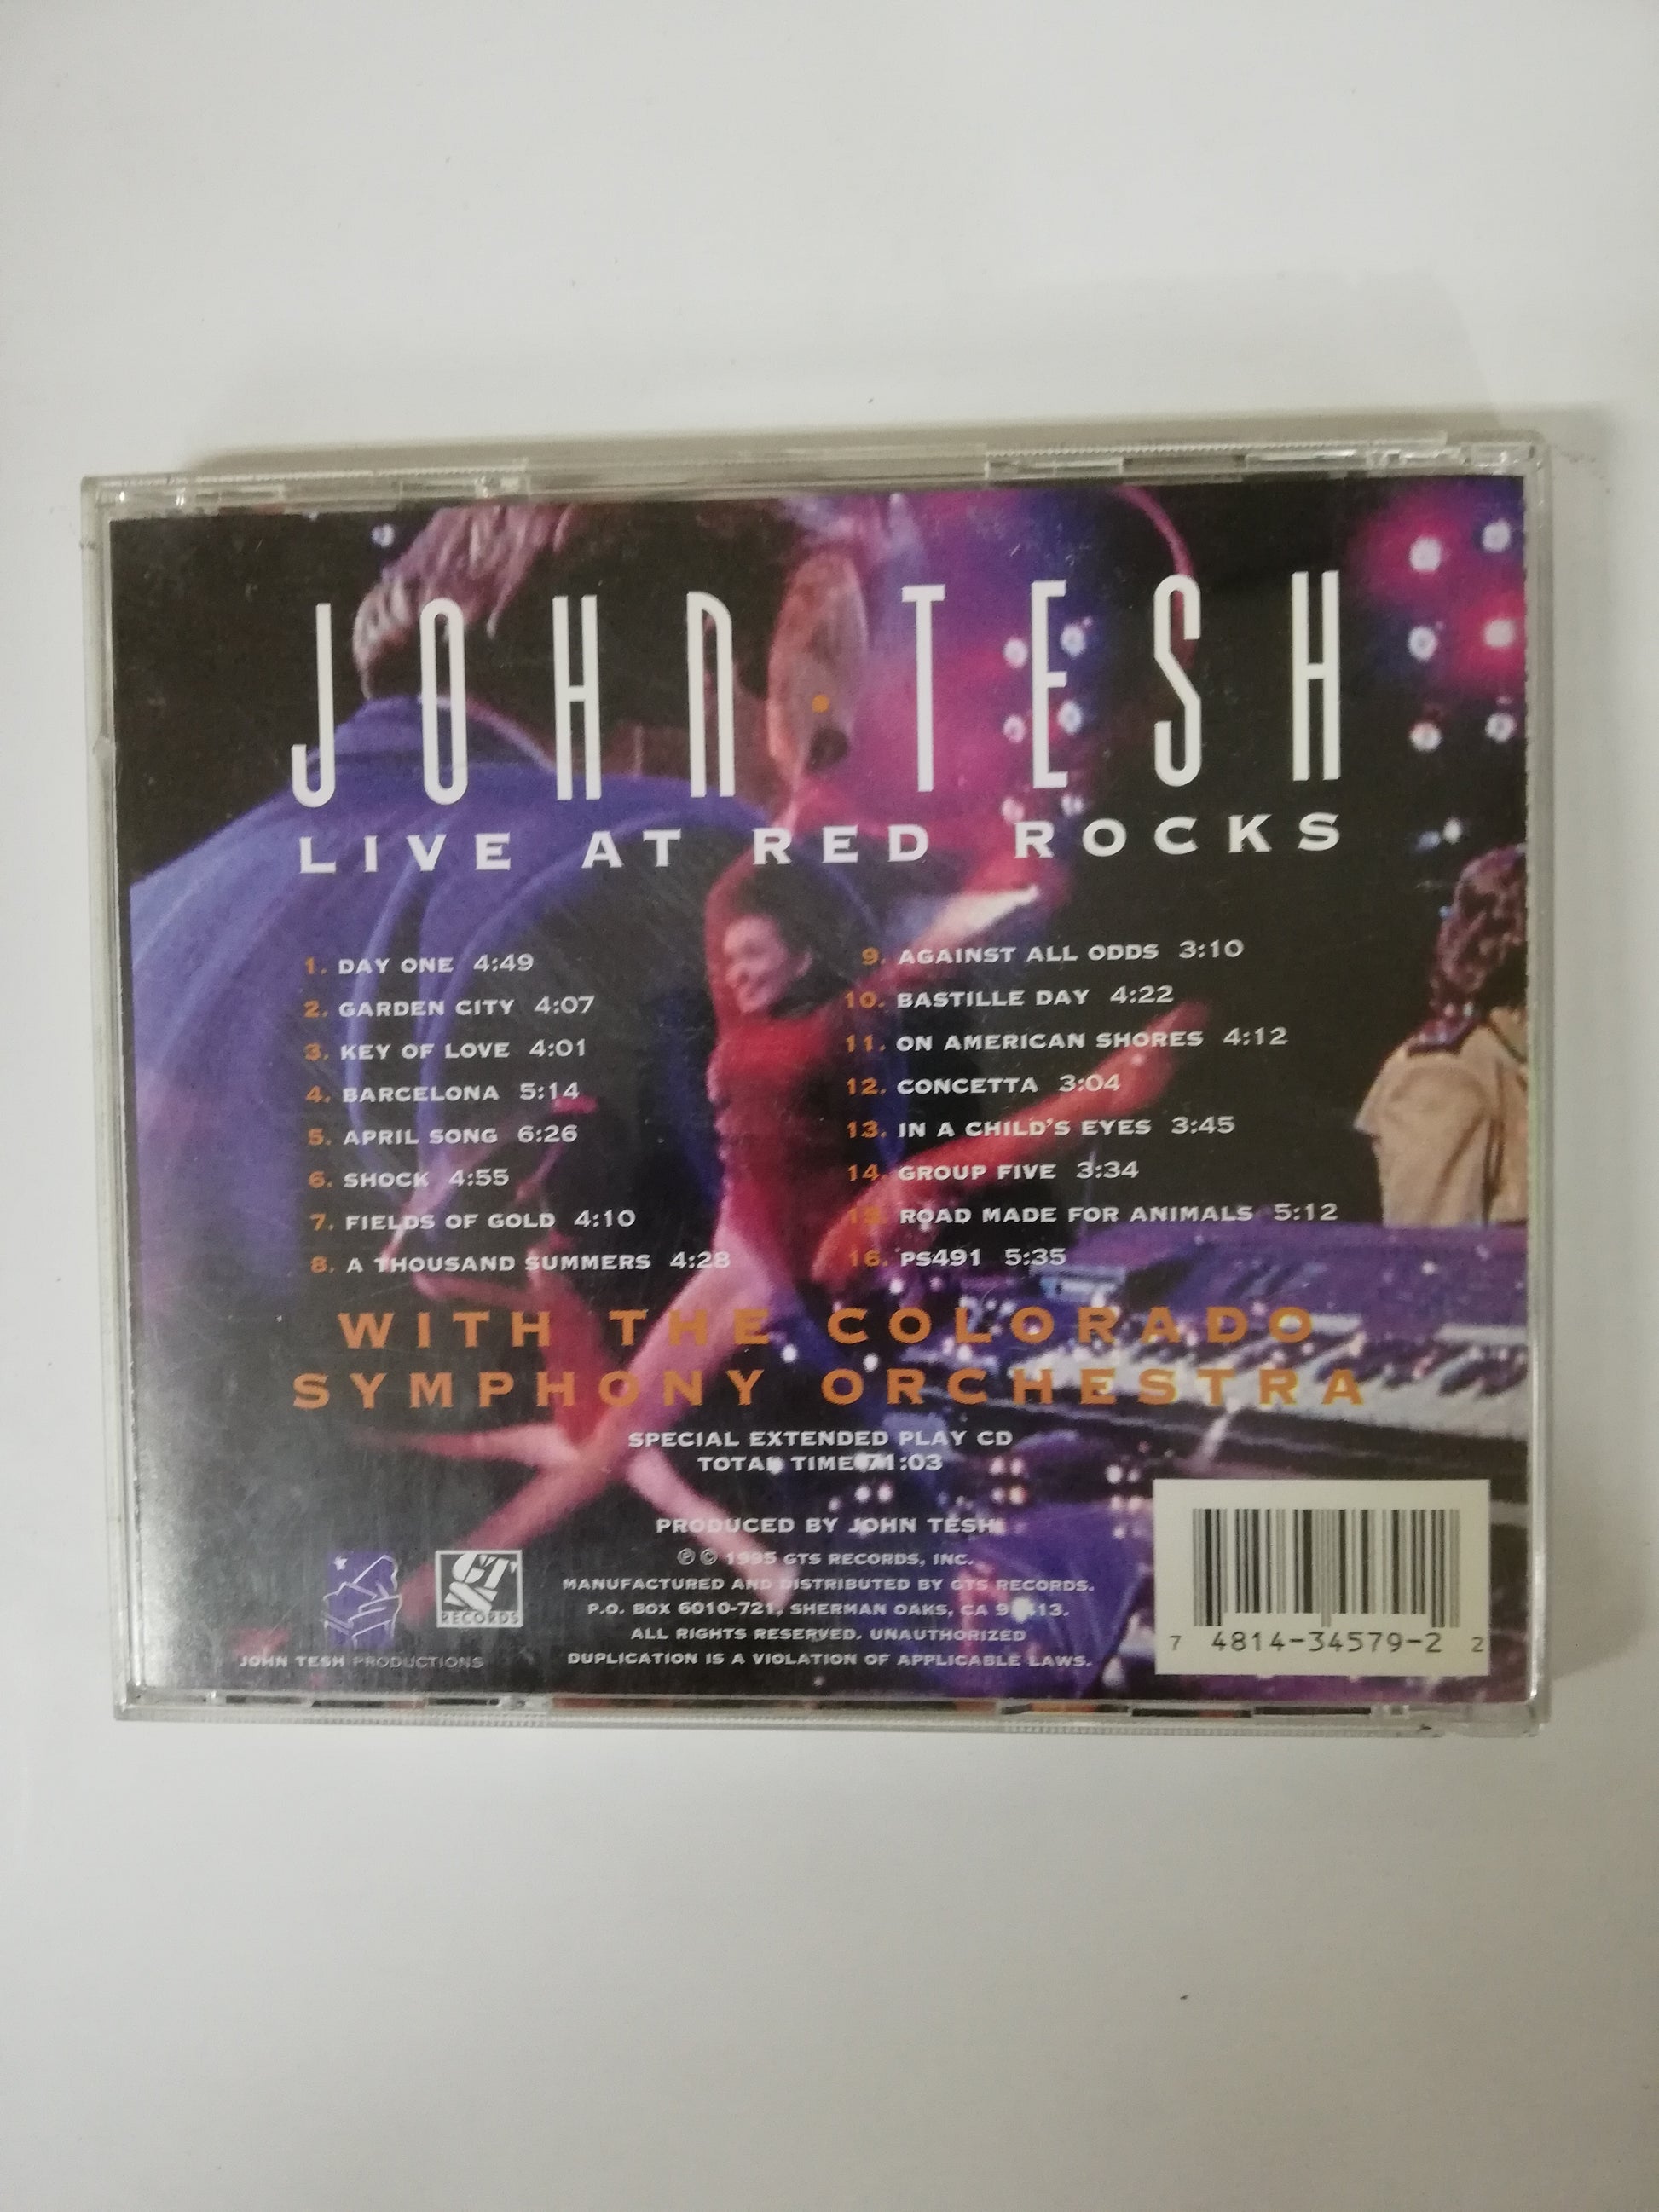 JOHN • TESH
LIVE AT RED ROCKS
1. DAY ONE 4:49
2. GARDEN CITY 4:07
3. KEY OF LOVE 4:01
4. BARCELONA 5:14
5. APRIL SONG 6:26
6. SHOCK 4:55
7. FIELDS OF GOLD 4:10
8. A THOUSAND SUMMERS 4:28
9. AGAINST ALL ODDS 3:10
10. BASTILLE DAY 4:22
11. ON AMERICAN SHORES 4:12
12. CONCETTA 3:04
13. IN A CHILD'S EYES 3:45
14. GROUP FIVE 3:34
15. ROAD MADE FOR ANIMALS 5:12
16. PS491 5:35
WITH THE COLORADO
SYMPHONY ORCHESTRA
SPECIAL EXTENDED PLAY CD
TOTAL TIME 71:03
PRODUCED BY JOHN TESH
℗ © 1995 GTS RECORDS, INC.
MANUFACTURED AND DISTRIBUTED BY GTS RECORDS.
P.O. BOX 6010-721, SHERMAN OAKS, CA
ALL RIGHTS RESERVED. UNAUTHORIZED
DUPLICATION IS A VIOLATION OF APPLICABLE LAWS.
JOHN TESH PRODUCTIONS
GTS
RECORDS
7 4814-34579-2 2